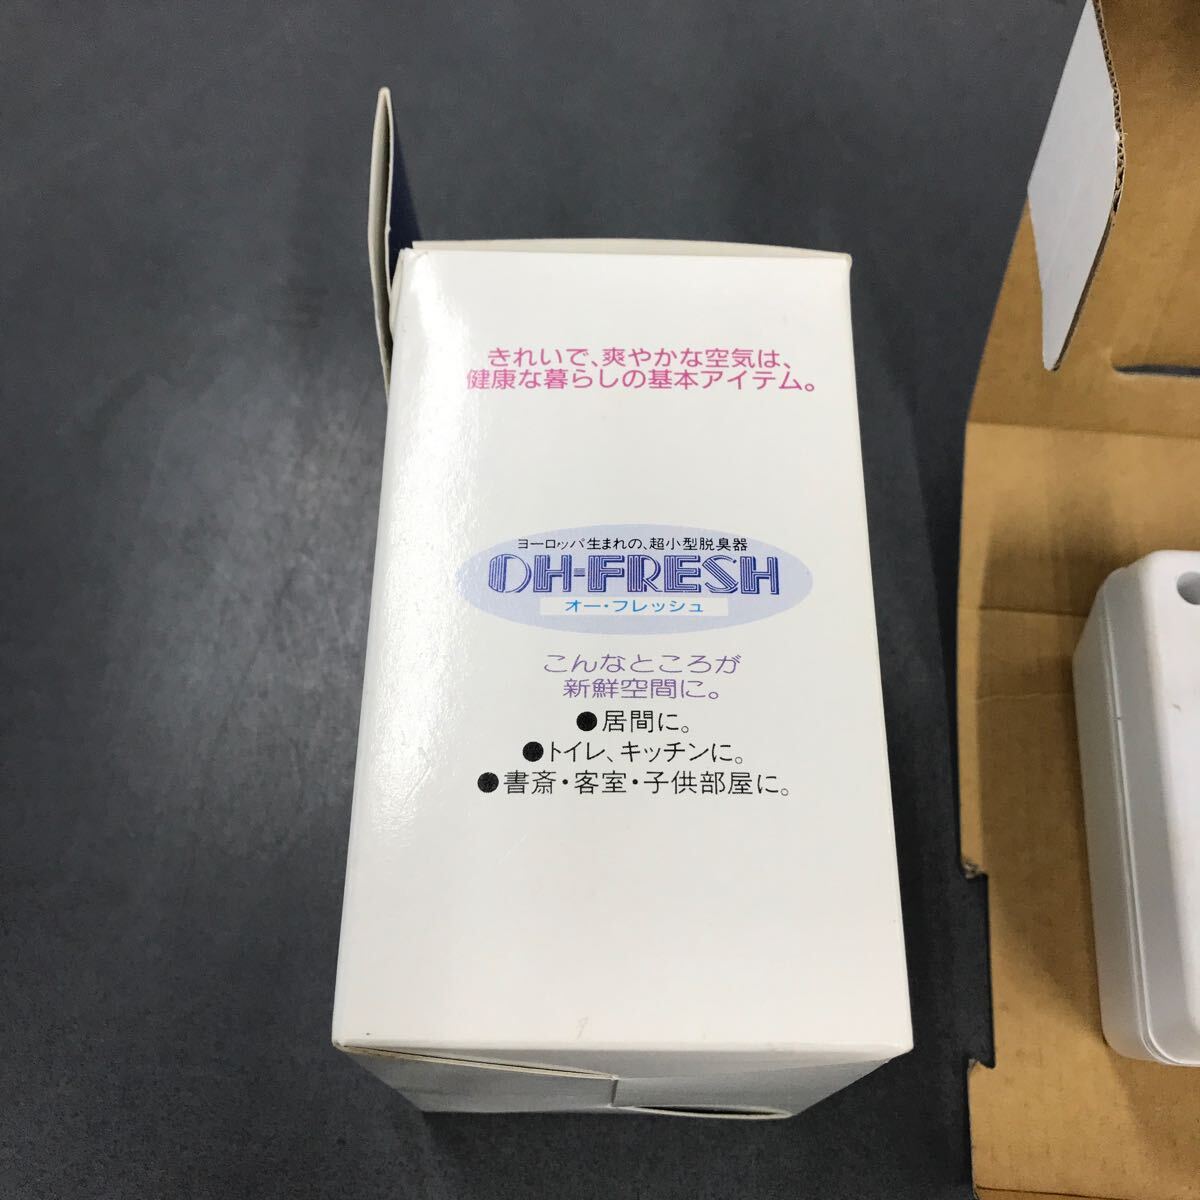 きれいで、爽やかな空気は、
健康な暮らしの基本アイテム。
ヨーロッパ生まれの、超小型脱臭器
OH-FRESH
オー・フレッシュ
こんなところが
新鮮空間に。
●居間に。
●トイレ、キッチンに。
●書斎・客室・子供部屋に。